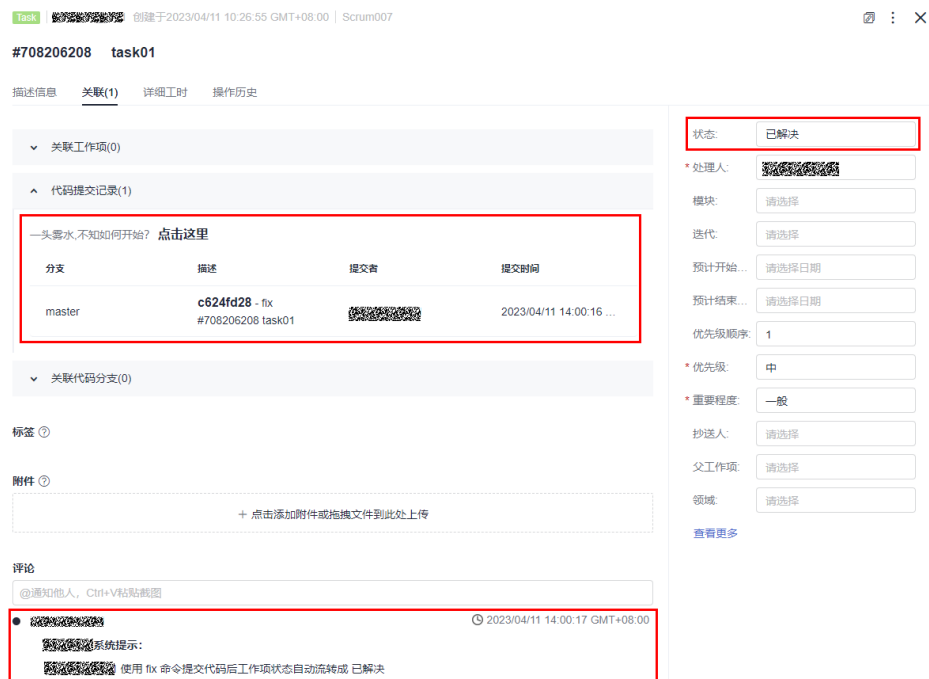 Task 创建于2023/04/11 10:26:55 GMT+08:00 Scrum007
#708206208 task01
描述信息 关联(1) 详细工时 操作历史
关联工作项(0)
代码提交记录(1)
一头雾水,不知如何开始? 点击这里
分支 描述 提交者 提交时间
master c624fd28 - fix 2023/04/11 14:00:16 ...
#708206208 task01
关联代码分支(0)
标签
附件
+ 点击添加附件或拖拽文件到此处上传
评论
@通知他人，Ctrl+V粘贴截图
2023/04/11 14:00:17 GMT+08:00
系统提示：
使用 fix 命令提交代码后工作项状态自动流转成 已解决
状态: 已解决
* 处理人:
模块: 请选择
迭代: 请选择
预计开始... 请选择日期
预计结束... 请选择日期
优先级顺序: 1
* 优先级: 中
* 重要程度: 一般
抄送人: 请选择
父工作项: 请选择
领域: 请选择
查看更多